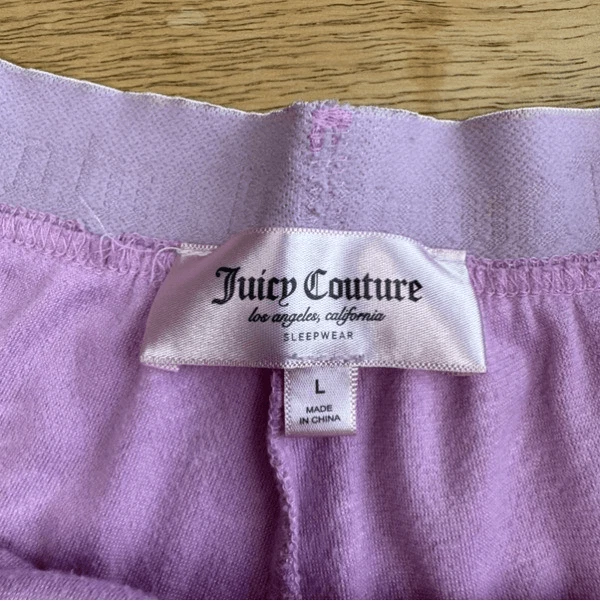 Juicy Couture
los angeles, california
SLEEPWEAR
L
MADE
IN CHINA